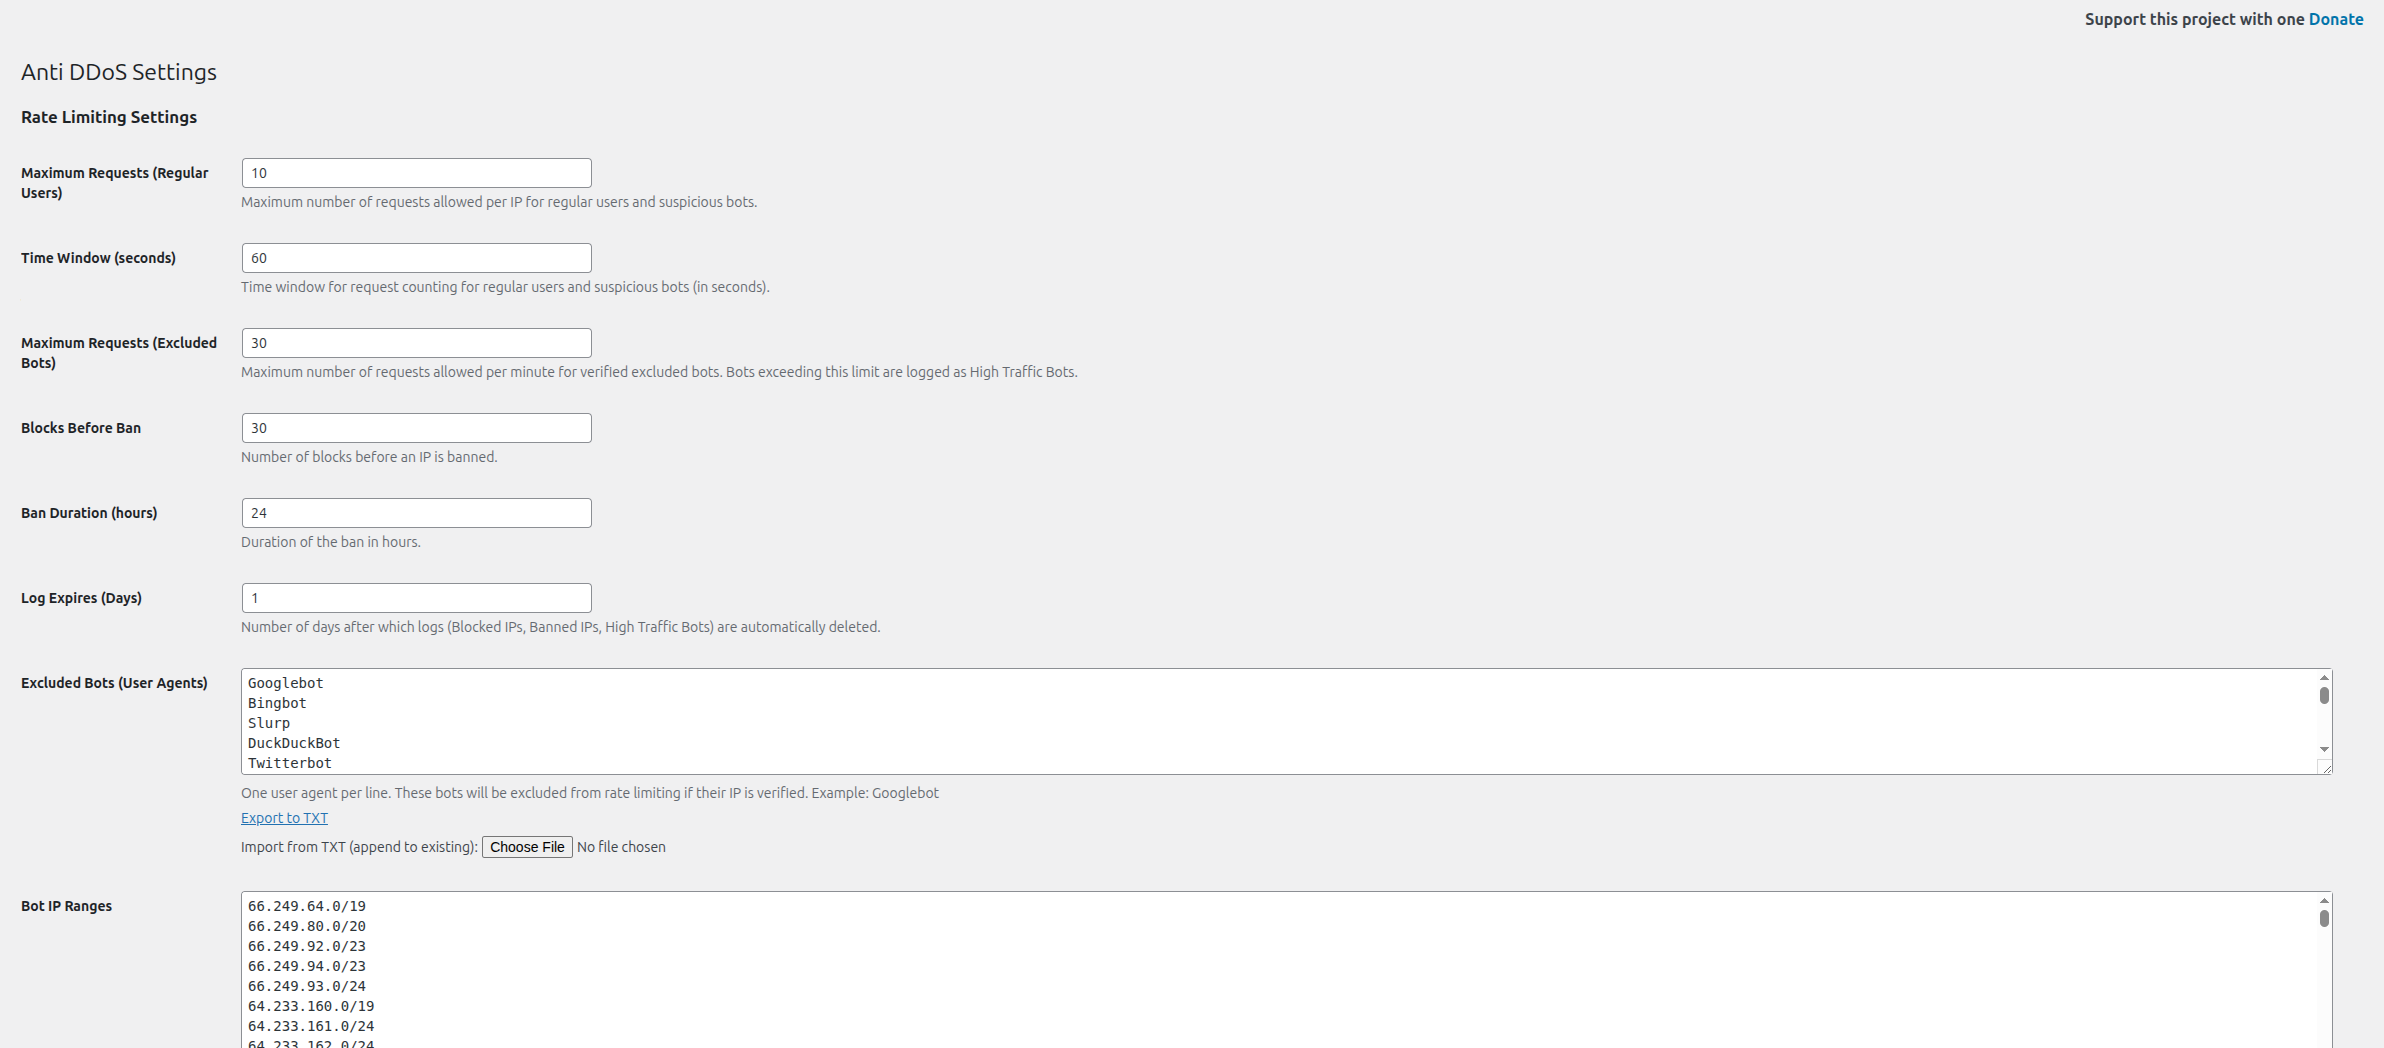 Support this project with one Donate
Anti DDoS Settings
Rate Limiting Settings
Maximum Requests (Regular
Users)
10
Maximum number of requests allowed per IP for regular users and suspicious bots.
Time Window (seconds)
60
Time window for request counting for regular users and suspicious bots (in seconds).
Maximum Requests (Excluded
Bots)
30
Maximum number of requests allowed per minute for verified excluded bots. Bots exceeding this limit are logged as High Traffic Bots.
Blocks Before Ban
30
Number of blocks before an IP is banned.
Ban Duration (hours)
24
Duration of the ban in hours.
Log Expires (Days)
1
Number of days after which logs (Blocked IPs, Banned IPs, High Traffic Bots) are automatically deleted.
Excluded Bots (User Agents)
Googlebot
Bingbot
Slurp
DuckDuckBot
Twitterbot
One user agent per line. These bots will be excluded from rate limiting if their IP is verified. Example: Googlebot
Export to TXT
Import from TXT (append to existing): Choose File No file chosen
Bot IP Ranges
66.249.64.0/19
66.249.80.0/20
66.249.92.0/23
66.249.94.0/23
66.249.93.0/24
64.233.160.0/19
64.233.161.0/24
64.233.162.0/24